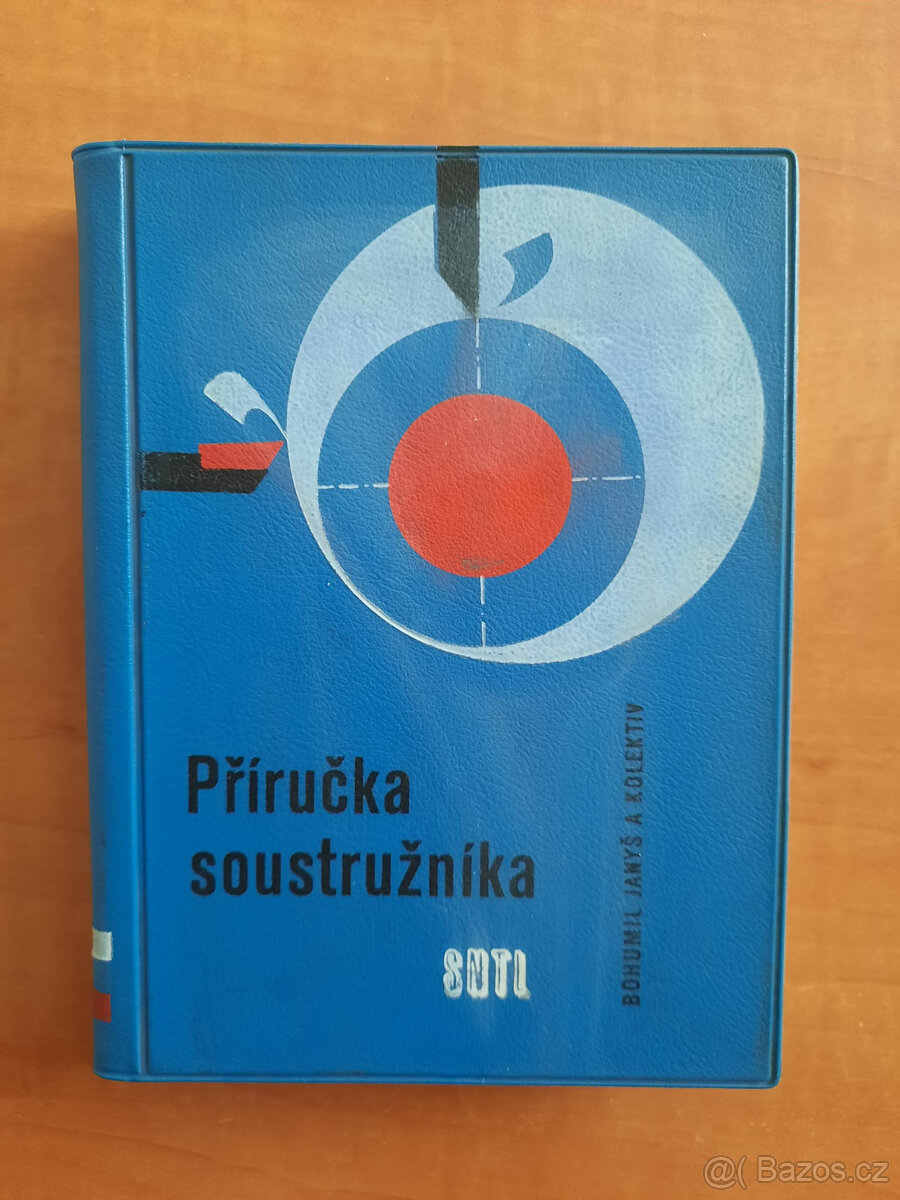 Příručka
soustružníka
SNTL
BOHUMIL JANYŠ A KOLEKTIV
@( Bazos.cz